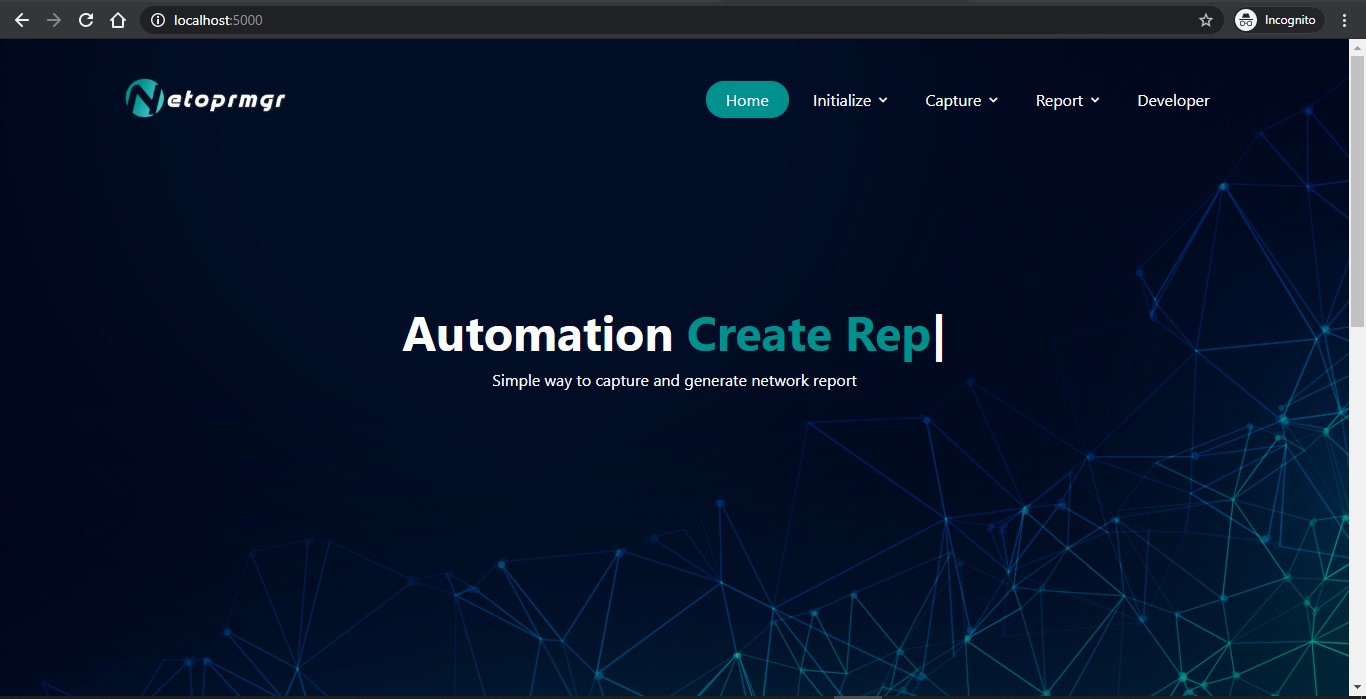 localhost:5000
Incognito
Netoprmgr
Home
Initialize
Capture
Report
Developer
Automation Create Rep|
Simple way to capture and generate network report